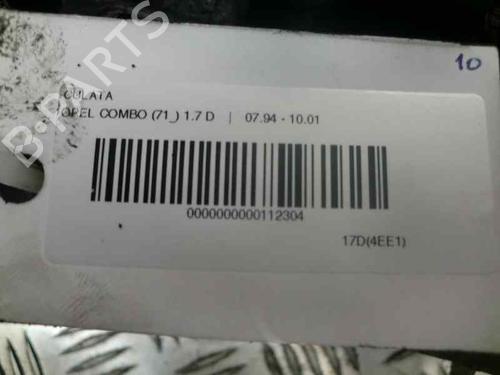 10
CULATA
OPEL COMBO (71_) 1.7 D | 07.94 - 10.01
0000000000112304
17D(4EE1)
B-PARTS